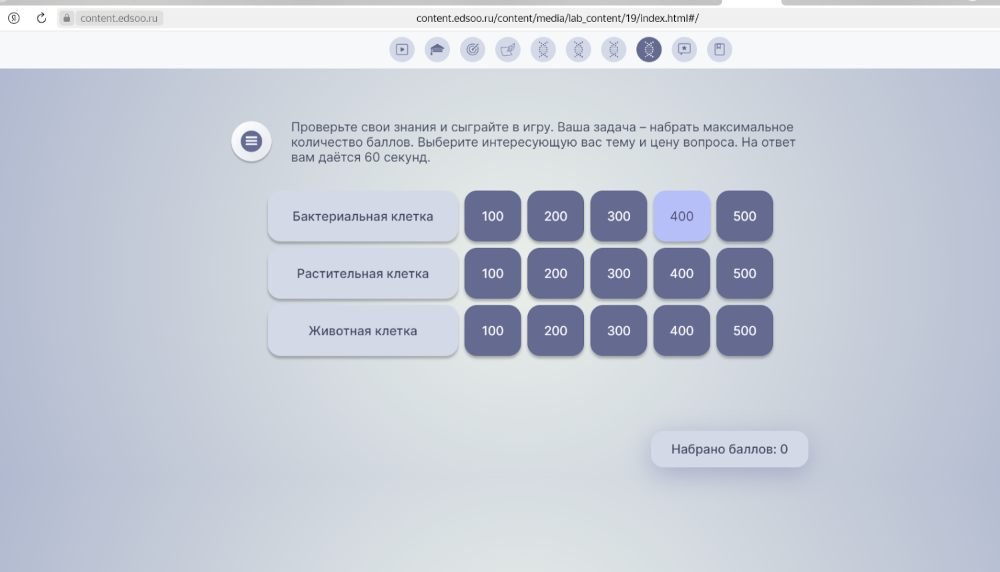 content.edsoo.ru
content.edsoo.ru/content/media/lab_content/19/index.html#/
Проверьте свои знания и сыграйте в игру. Ваша задача – набрать максимальное
количество баллов. Выберите интересующую вас тему и цену вопроса. На ответ
вам даётся 60 секунд.
Бактериальная клетка 100 200 300 400 500
Растительная клетка 100 200 300 400 500
Животная клетка 100 200 300 400 500
Набрано баллов: 0